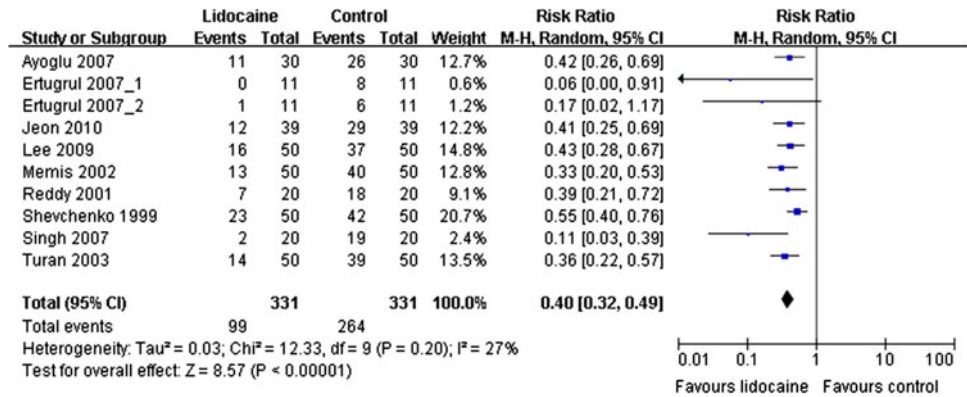 Lidocaine Control Risk Ratio Risk Ratio
Study or Subgroup Events Total Events Total Weight M-H, Random, 95% CI M-H, Random, 95% CI
Ayoglu 2007 11 30 26 30 12.7% 0.42 [0.26, 0.69]
Ertugrul 2007_1 0 11 8 11 0.6% 0.06 [0.00, 0.91]
Ertugrul 2007_2 1 11 6 11 1.2% 0.17 [0.02, 1.17]
Jeon 2010 12 39 29 39 12.2% 0.41 [0.25, 0.69]
Lee 2009 16 50 37 50 14.8% 0.43 [0.28, 0.67]
Memis 2002 13 50 40 50 12.8% 0.33 [0.20, 0.53]
Reddy 2001 7 20 18 20 9.1% 0.39 [0.21, 0.72]
Shevchenko 1999 23 50 42 50 20.7% 0.55 [0.40, 0.76]
Singh 2007 2 20 19 20 2.4% 0.11 [0.03, 0.39]
Turan 2003 14 50 39 50 13.5% 0.36 [0.22, 0.57]
Total (95% CI) 331 331 100.0% 0.40 [0.32, 0.49]
Total events 99 264
Heterogeneity: Tau² = 0.03; Chi² = 12.33, df = 9 (P = 0.20); I² = 27%
Test for overall effect: Z = 8.57 (P < 0.00001)
0.01 0.1 1 10 100
Favours lidocaine Favours control